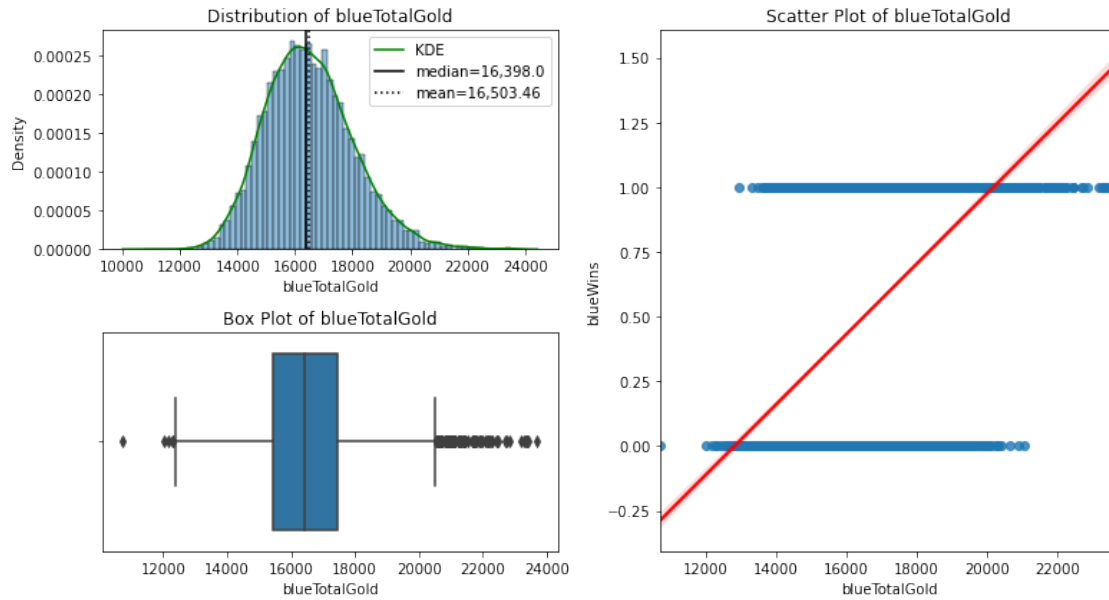 Distribution of blueTotalGold
KDE
median=16,398.0
mean=16,503.46
0.00025
0.00020
0.00015
0.00010
0.00005
0.00000
Density
10000 12000 14000 16000 18000 20000 22000 24000
blueTotalGold
Box Plot of blueTotalGold
12000 14000 16000 18000 20000 22000 24000
blueTotalGold
Scatter Plot of blueTotalGold
1.50
1.25
1.00
0.75
0.50
0.25
0.00
−0.25
blueWins
12000 14000 16000 18000 20000 22000
blueTotalGold